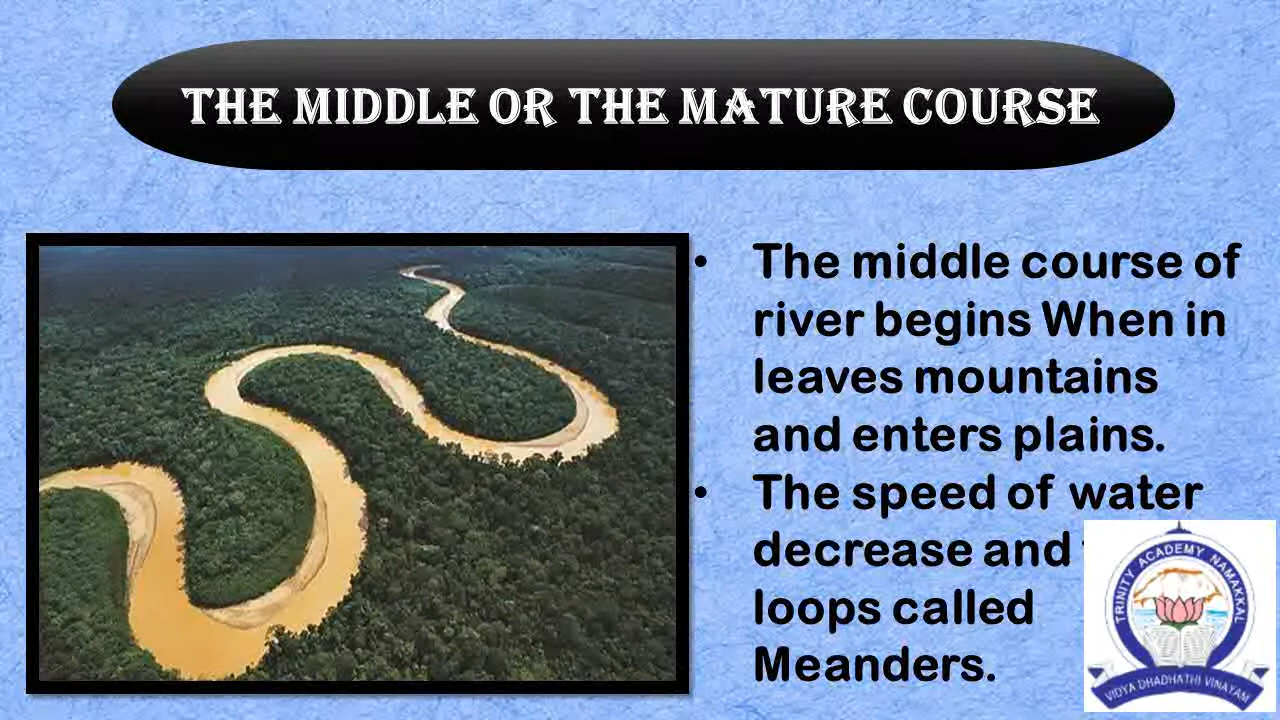 THE MIDDLE OR THE MATURE COURSE
• The middle course of
river begins When in
leaves mountains
and enters plains.
• The speed of water
decrease and
loops called
Meanders.
TRINITY ACADEMY NAMAKKAL
VIDYA DHADHATHI VINAYAM